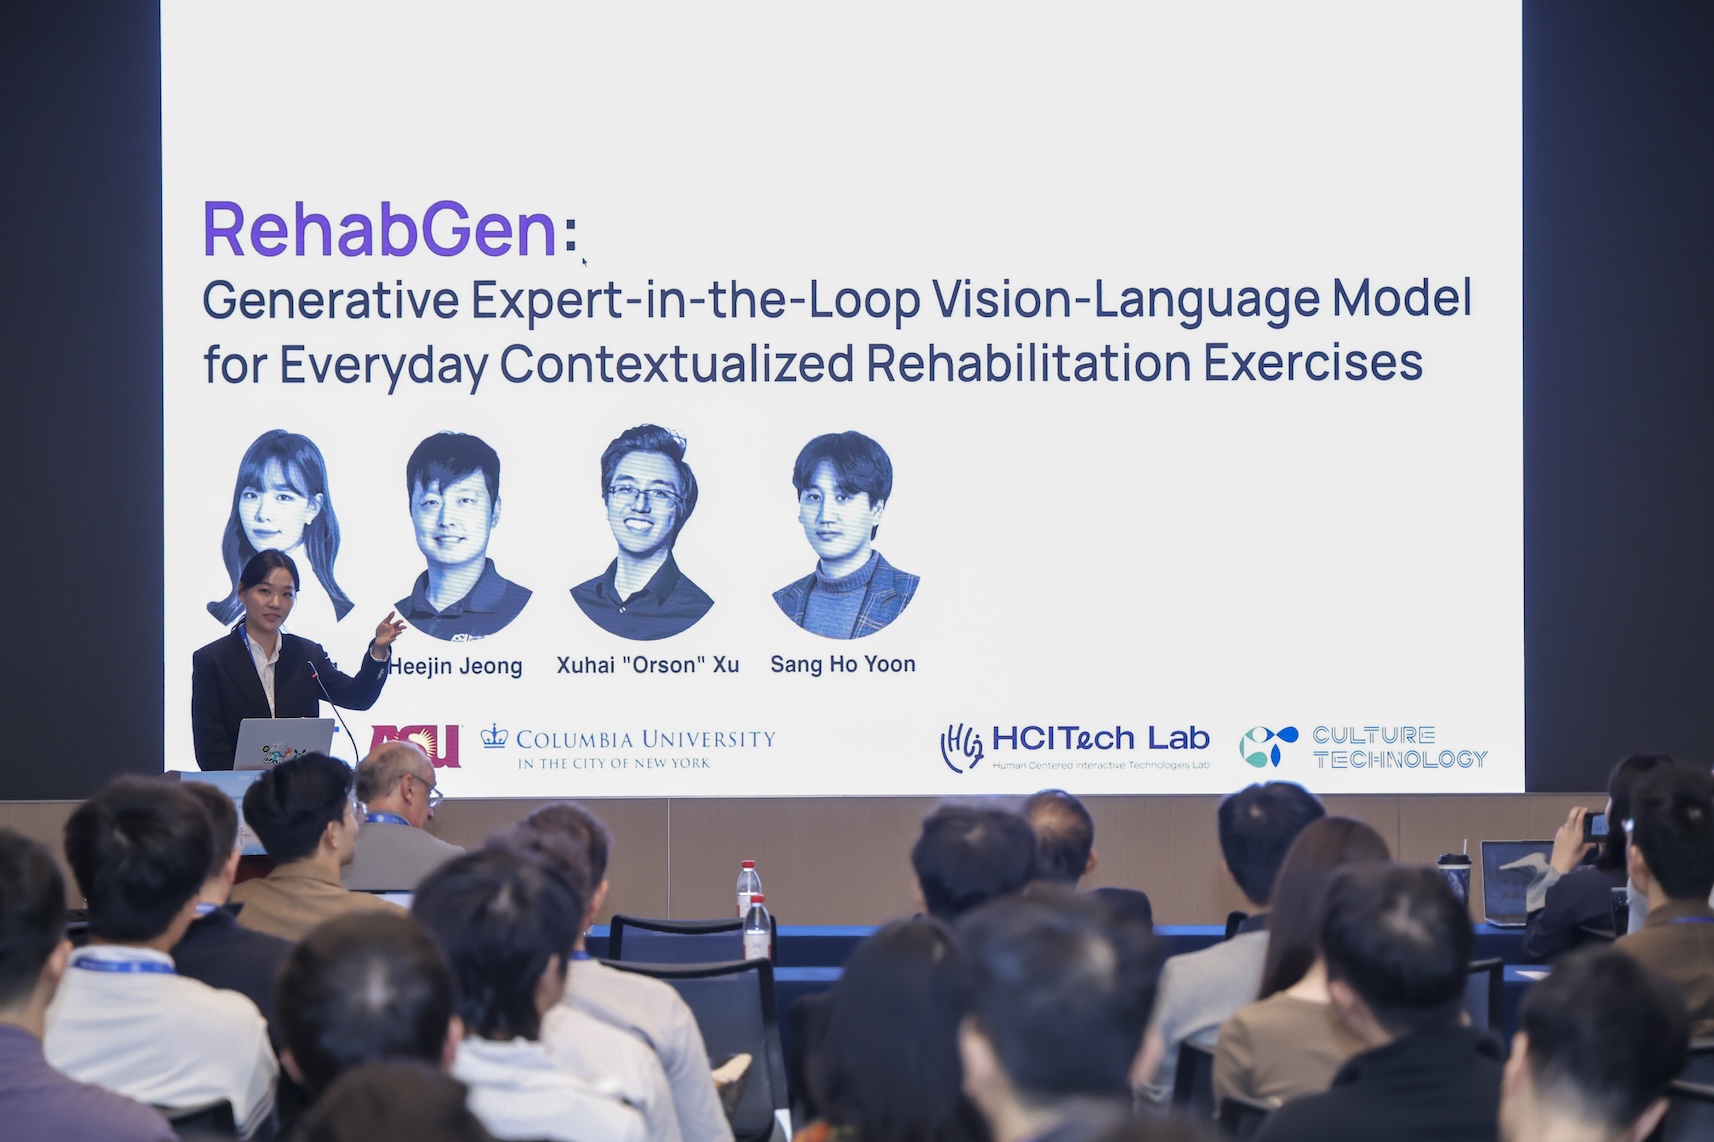 RehabGen:
Generative Expert-in-the-Loop Vision-Language Model
for Everyday Contextualized Rehabilitation Exercises
Heejin Jeong
Xuhai "Orson" Xu
Sang Ho Yoon
ASU
COLUMBIA UNIVERSITY
IN THE CITY OF NEW YORK
HCI
HCITech Lab
Human Centered Interactive Technologies Lab
CULTURE
TECHNOLOGY